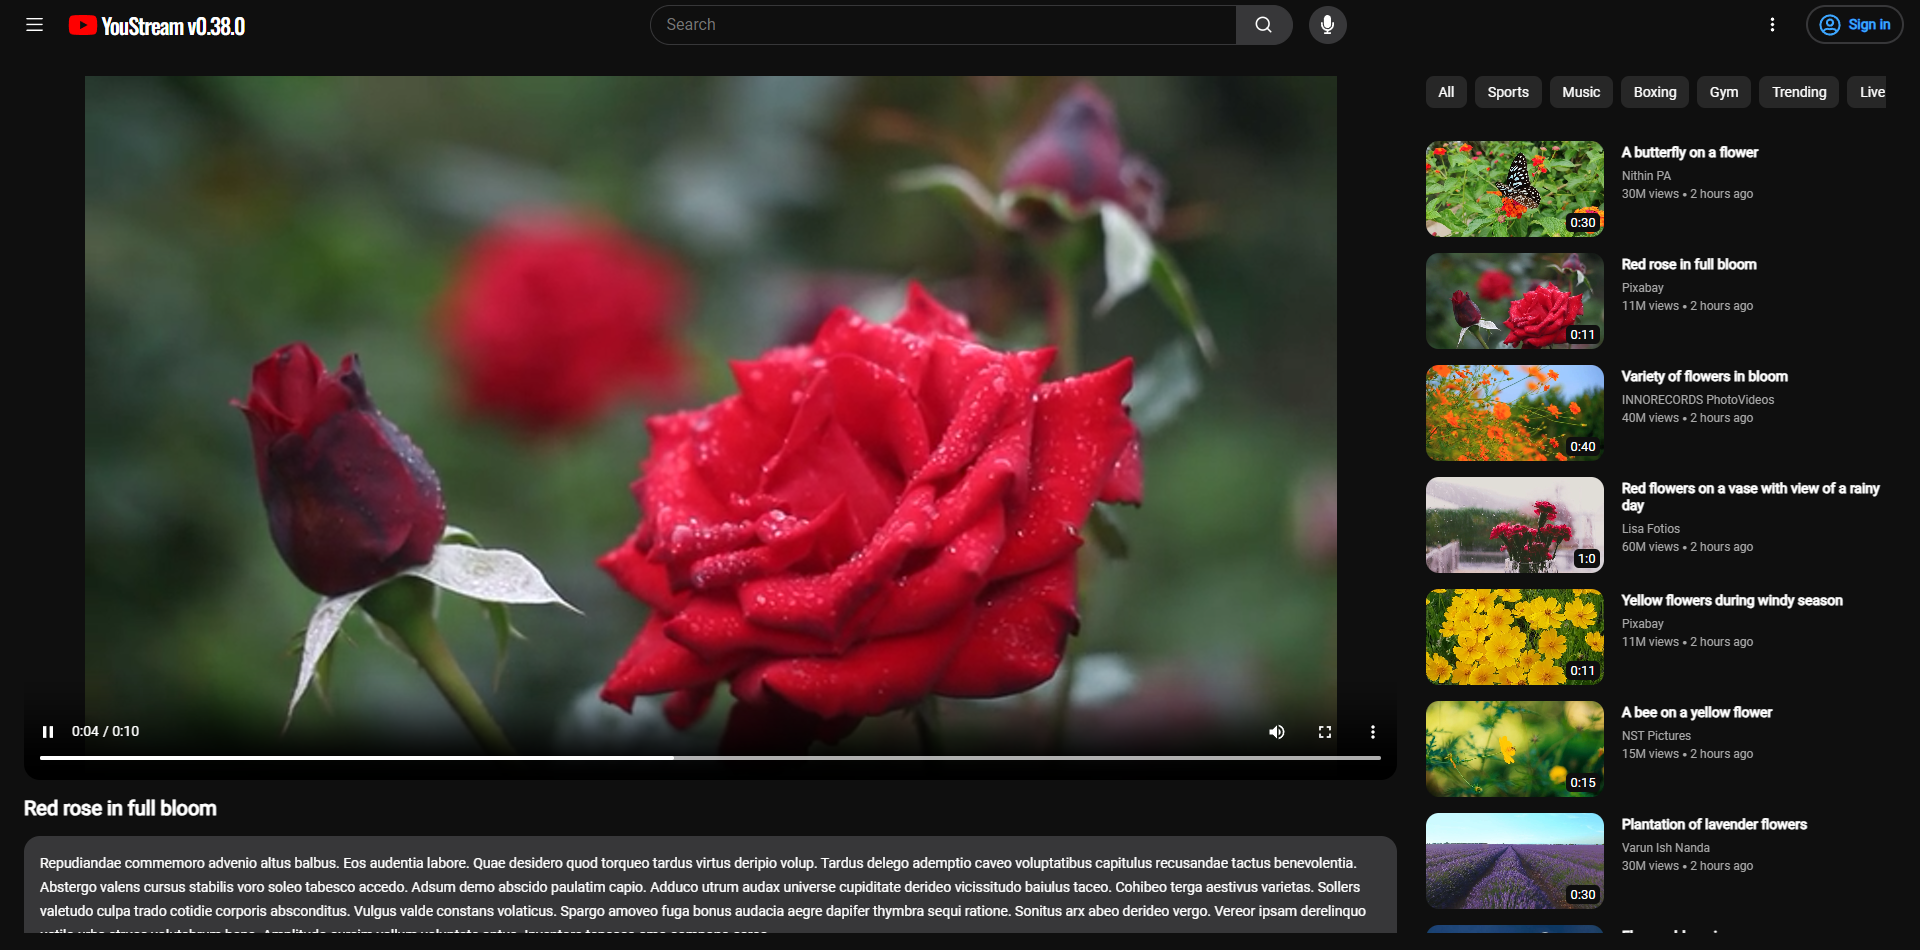 YouStream v0.38.0
Search
Sign in
All
Sports
Music
Boxing
Gym
Trending
Live
0:04 / 0:10
Red rose in full bloom
Repudiandae commemoro advenio altus balbus. Eos audentia labore. Quae desidero quod torqueo tardus virtus deripio volup. Tardus delego ademptio caveo voluptatibus capitulus recusandae tactus benevolentia.
Abstergo valens cursus stabilis voro soleo tabesco accedo. Adsum demo abscido paulatim capio. Adduco utrum audax universe cupiditate derideo vicissitudo baiulus taceo. Cohibeo terga aestivus varietas. Sollers
valetudo culpa trado cotidie corporis absconditus. Vulgus valde constans volaticus. Spargo amoveo fuga bonus audacia aegre dapifer thymbra sequi ratione. Sonitus arx abeo derideo vergo. Vereor ipsam derelinquo
0:30
A butterfly on a flower
Nithin PA
30M views • 2 hours ago
0:11
Red rose in full bloom
Pixabay
11M views • 2 hours ago
0:40
Variety of flowers in bloom
INNORECORDS PhotoVideos
40M views • 2 hours ago
1:0
Red flowers on a vase with view of a rainy
day
Lisa Fotios
60M views • 2 hours ago
0:11
Yellow flowers during windy season
Pixabay
11M views • 2 hours ago
0:15
A bee on a yellow flower
NST Pictures
15M views • 2 hours ago
0:30
Plantation of lavender flowers
Varun Ish Nanda
30M views • 2 hours ago